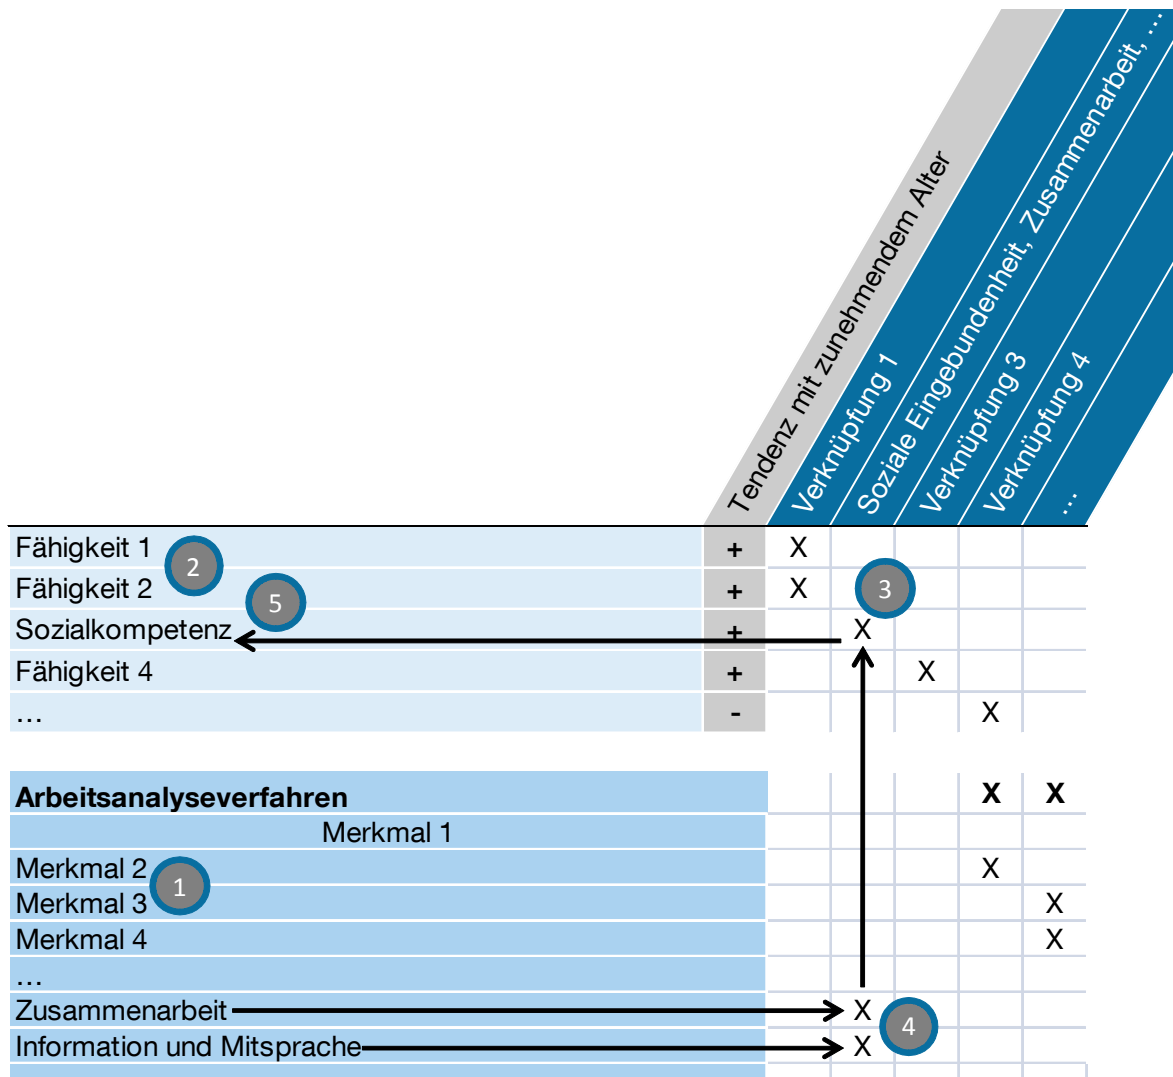 Tendenz mit zunehmendem Alter
Verknüpfung 1
Soziale Eingebundenheit, Zusammenarbeit, ...
Verknüpfung 3
Verknüpfung 4
...
Fähigkeit 1 + X
2
Fähigkeit 2 + X
5
3
Sozialkompetenz + X
Fähigkeit 4 + X
... - X
Arbeitsanalyseverfahren X X
Merkmal 1
Merkmal 2 X
1
Merkmal 3 X
Merkmal 4 X
...
Zusammenarbeit X
4
Information und Mitsprache X